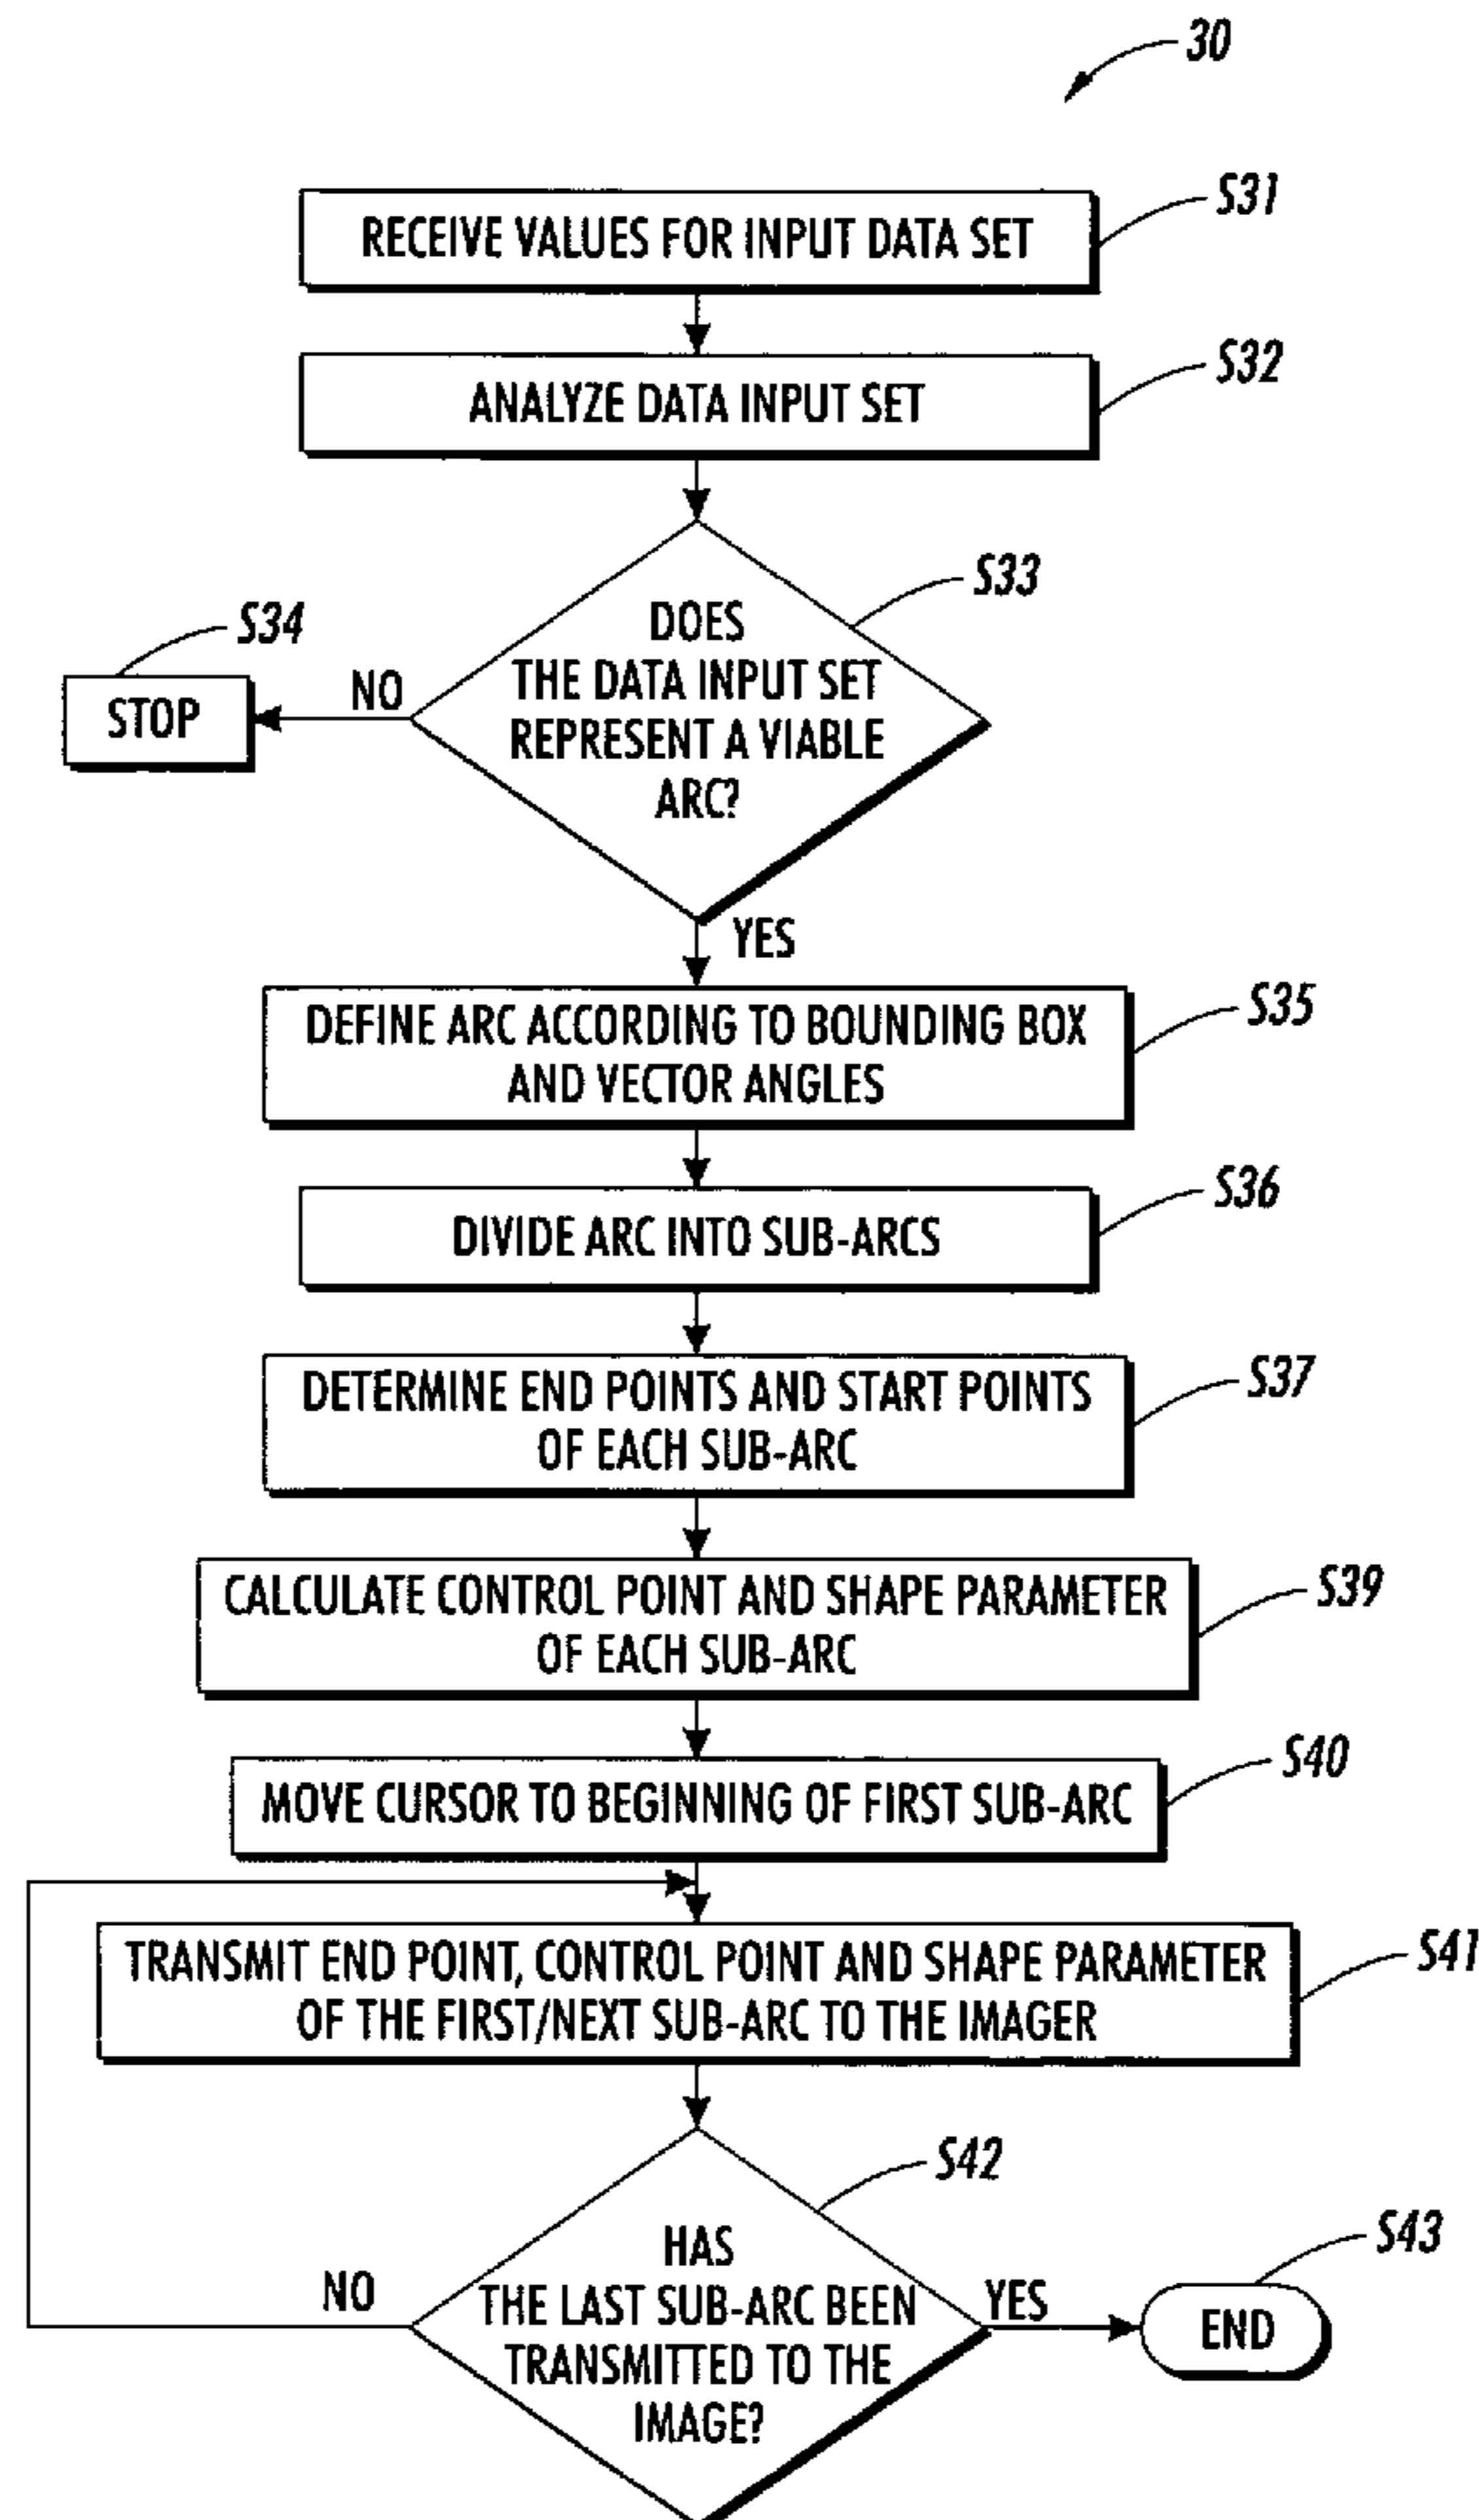 30
S31
RECEIVE VALUES FOR INPUT DATA SET
S32
ANALYZE DATA INPUT SET
S33
DOES
THE DATA INPUT SET
REPRESENT A VIABLE
ARC?
S34
NO
STOP
YES
S35
DEFINE ARC ACCORDING TO BOUNDING BOX
AND VECTOR ANGLES
S36
DIVIDE ARC INTO SUB-ARCS
S37
DETERMINE END POINTS AND START POINTS
OF EACH SUB-ARC
S39
CALCULATE CONTROL POINT AND SHAPE PARAMETER
OF EACH SUB-ARC
S40
MOVE CURSOR TO BEGINNING OF FIRST SUB-ARC
S41
TRANSMIT END POINT, CONTROL POINT AND SHAPE PARAMETER
OF THE FIRST/NEXT SUB-ARC TO THE IMAGER
S42
HAS
THE LAST SUB-ARC BEEN
TRANSMITTED TO THE
IMAGE?
NO
YES
S43
END